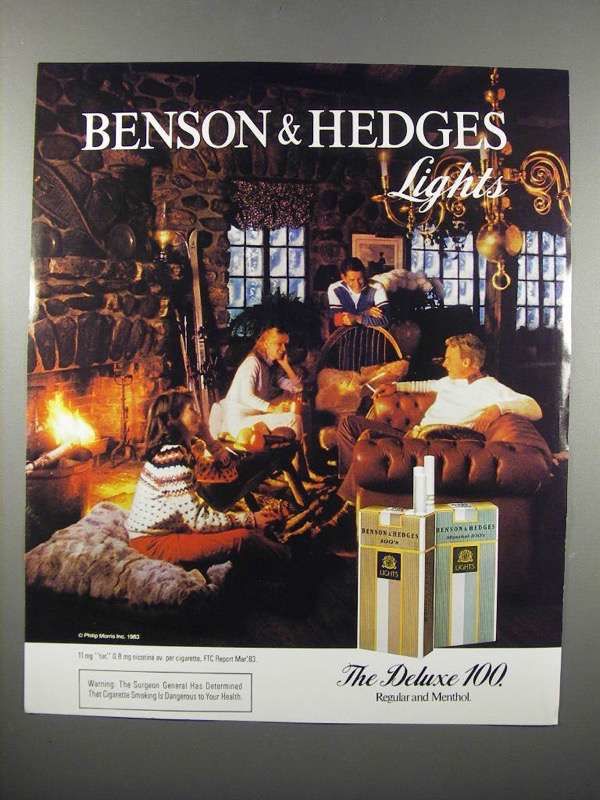 BENSON & HEDGES
Lights
BENSON & HEDGES
100's
LIGHTS
BENSON & HEDGES
Menthol 100's
LIGHTS
© Philip Morris Inc. 1983
11 mg "tar," 0.8 mg nicotine av. per cigarette, FTC Report Mar.'83.
Warning: The Surgeon General Has Determined
That Cigarette Smoking Is Dangerous to Your Health.
The Deluxe 100.
Regular and Menthol.